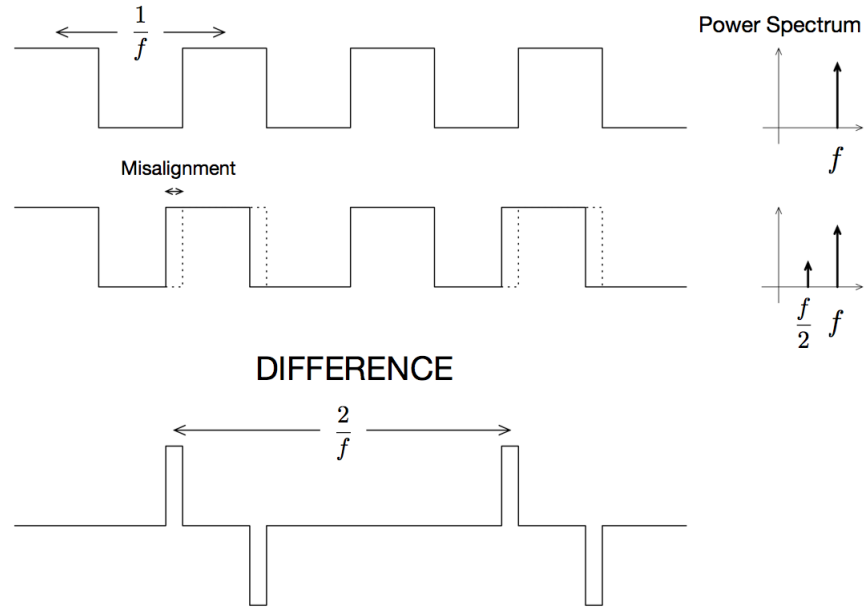 1/f
Power Spectrum
f
Misalignment
f/2 f
DIFFERENCE
2/f